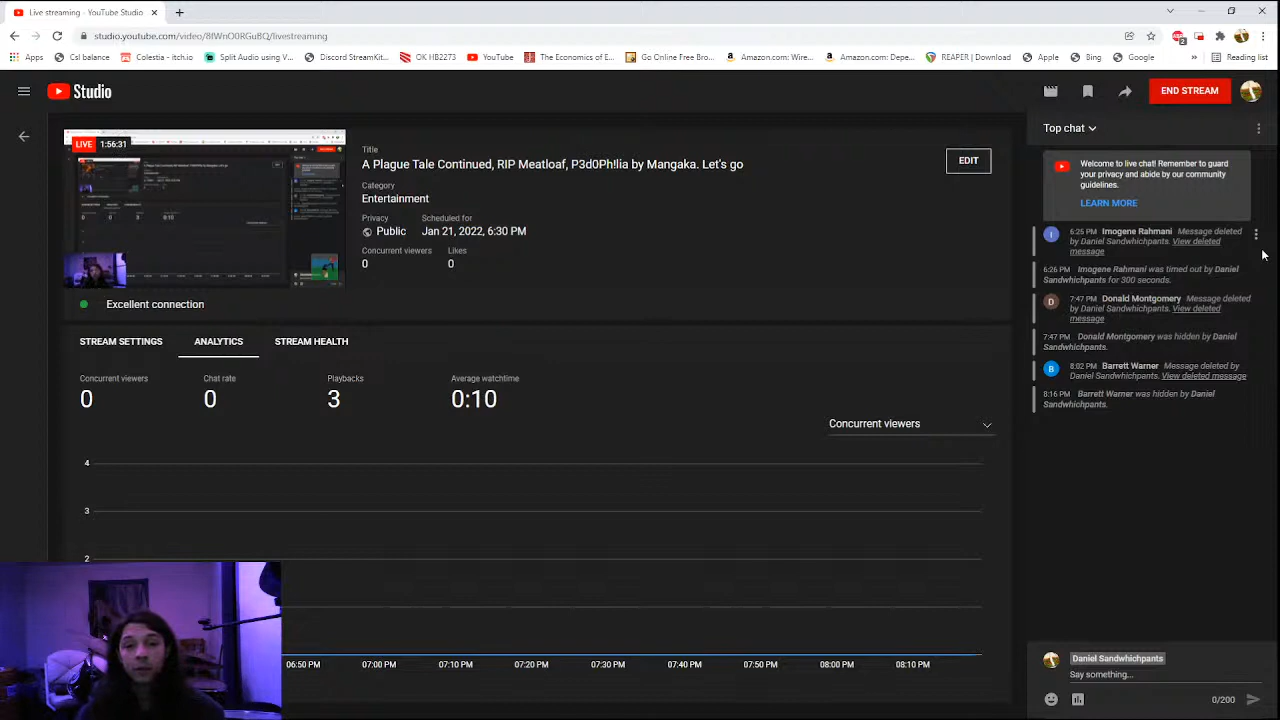 Live streaming - YouTube Studio
studio.youtube.com/video/8fWnO0RGuBQ/livestreaming
Apps Csl balance Colestia - itch.io Split Audio using V... Discord StreamKit... OK HB2273 YouTube The Economics of E... Go Online Free Bro... Amazon.com: Wire... Amazon.com: Depe... REAPER | Download Apple Bing Google » Reading list
Studio
END STREAM
LIVE 1:56:31
Title
A Plague Tale Continued, RIP Meatloaf, P3d0Ph!lia by Mangaka. Let's go
EDIT
Category
Entertainment
Privacy Scheduled for
Public Jan 21, 2022, 6:30 PM
Concurrent viewers Likes
0 0
Excellent connection
STREAM SETTINGS ANALYTICS STREAM HEALTH
Concurrent viewers Chat rate Playbacks Average watchtime
0 0 3 0:10
Concurrent viewers
4
3
2
06:50 PM 07:00 PM 07:10 PM 07:20 PM 07:30 PM 07:40 PM 07:50 PM 08:00 PM 08:10 PM
Top chat
Welcome to live chat! Remember to guard
your privacy and abide by our community
guidelines.
LEARN MORE
I 6:25 PM Imogene Rahmani Message deleted
by Daniel Sandwhichpants. View deleted
message
6:26 PM Imogene Rahmani was timed out by Daniel
Sandwhichpants for 300 seconds.
D 7:47 PM Donald Montgomery Message deleted
by Daniel Sandwhichpants. View deleted
message
7:47 PM Donald Montgomery was hidden by Daniel
Sandwhichpants.
B 8:02 PM Barrett Warner Message deleted by
Daniel Sandwhichpants. View deleted message
8:16 PM Barrett Warner was hidden by Daniel
Sandwhichpants.
Daniel Sandwhichpants
Say something...
0/200